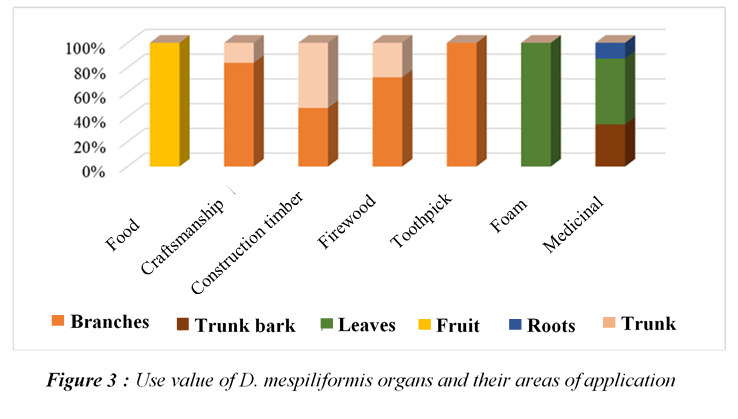 100%
80%
60%
40%
20%
0%
Food
Craftsmanship
Construction timber
Firewood
Toothpick
Foam
Medicinal
Branches Trunk bark Leaves Fruit Roots Trunk
Figure 3 : Use value of D. mespiliformis organs and their areas of application